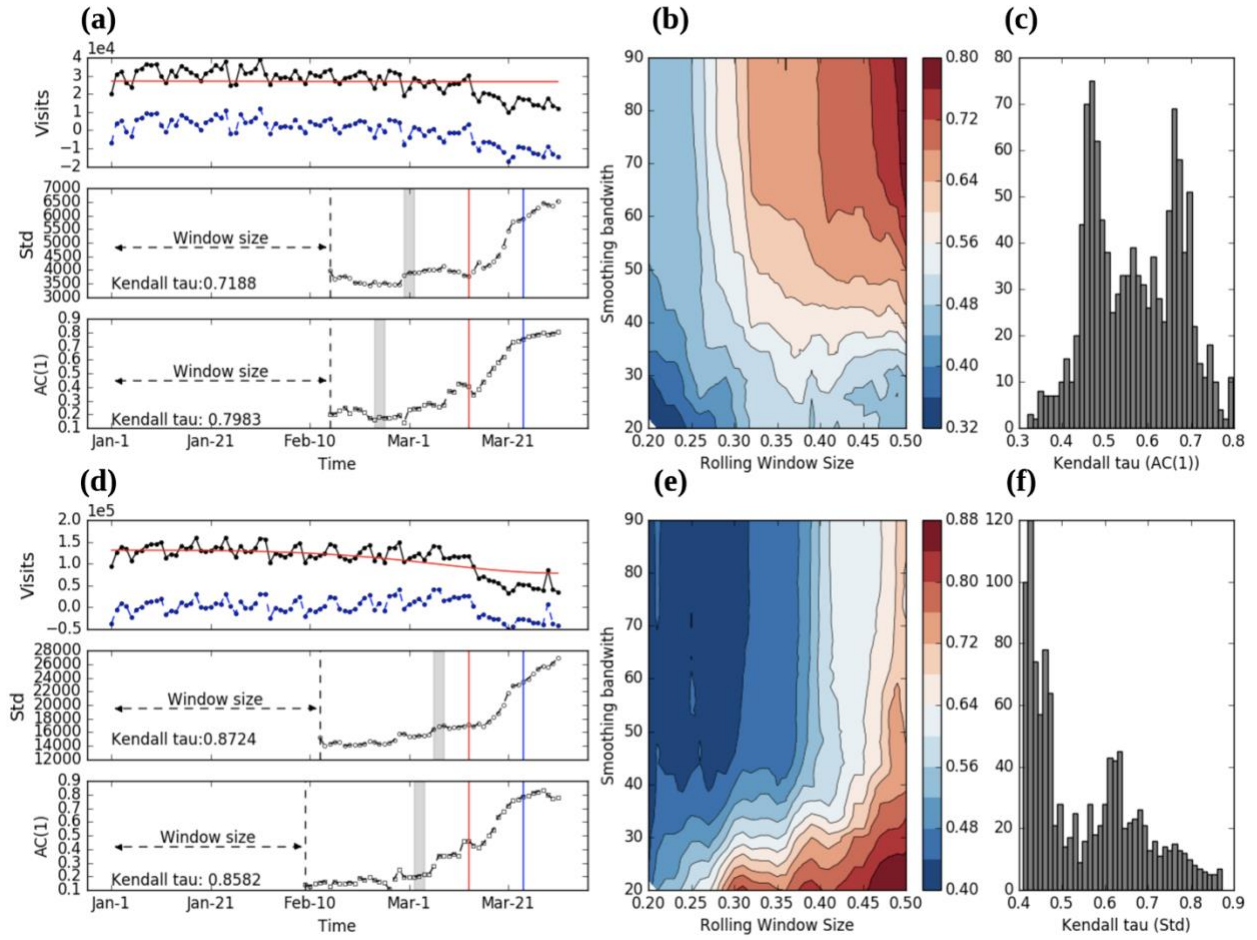 (a)
1e4
4
3
2
1
0
−1
−2
Visits
7000
6500
6000
5500
5000
4500
4000
3500
3000
Std
Window size
Kendall tau:0.7188
0.9
0.8
0.7
0.6
0.5
0.4
0.3
0.2
0.1
AC(1)
Window size
Kendall tau: 0.7983
Jan-1 Jan-21 Feb-10 Mar-1 Mar-21
Time
(b)
90
80
70
60
50
40
30
20
Smoothing bandwith
0.20 0.25 0.30 0.35 0.40 0.45 0.50
Rolling Window Size
0.80
0.72
0.64
0.56
0.48
0.40
0.32
(c)
80
70
60
50
40
30
20
10
0
0.3 0.4 0.5 0.6 0.7 0.8
Kendall tau (AC(1))
(d)
1e5
2.0
1.5
1.0
0.5
0.0
−0.5
Visits
28000
26000
24000
22000
20000
18000
16000
14000
12000
Std
Window size
Kendall tau:0.8724
0.9
0.8
0.7
0.6
0.5
0.4
0.3
0.2
0.1
AC(1)
Window size
Kendall tau: 0.8582
Jan-1 Jan-21 Feb-10 Mar-1 Mar-21
Time
(e)
90
80
70
60
50
40
30
20
Smoothing bandwith
0.20 0.25 0.30 0.35 0.40 0.45 0.50
Rolling Window Size
0.88
0.80
0.72
0.64
0.56
0.48
0.40
(f)
120
100
80
60
40
20
0
0.4 0.5 0.6 0.7 0.8 0.9
Kendall tau (Std)